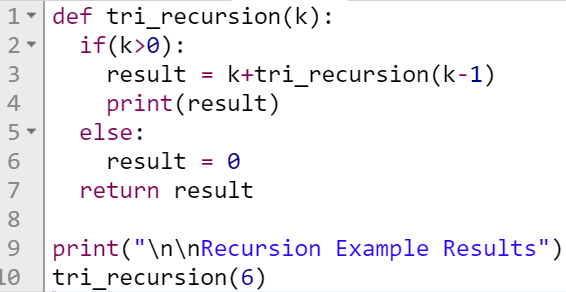 1 def tri_recursion(k):
2   if(k>0):
3     result = k+tri_recursion(k-1)
4     print(result)
5   else:
6     result = 0
7   return result
8
9 print("\n\nRecursion Example Results")
10 tri_recursion(6)